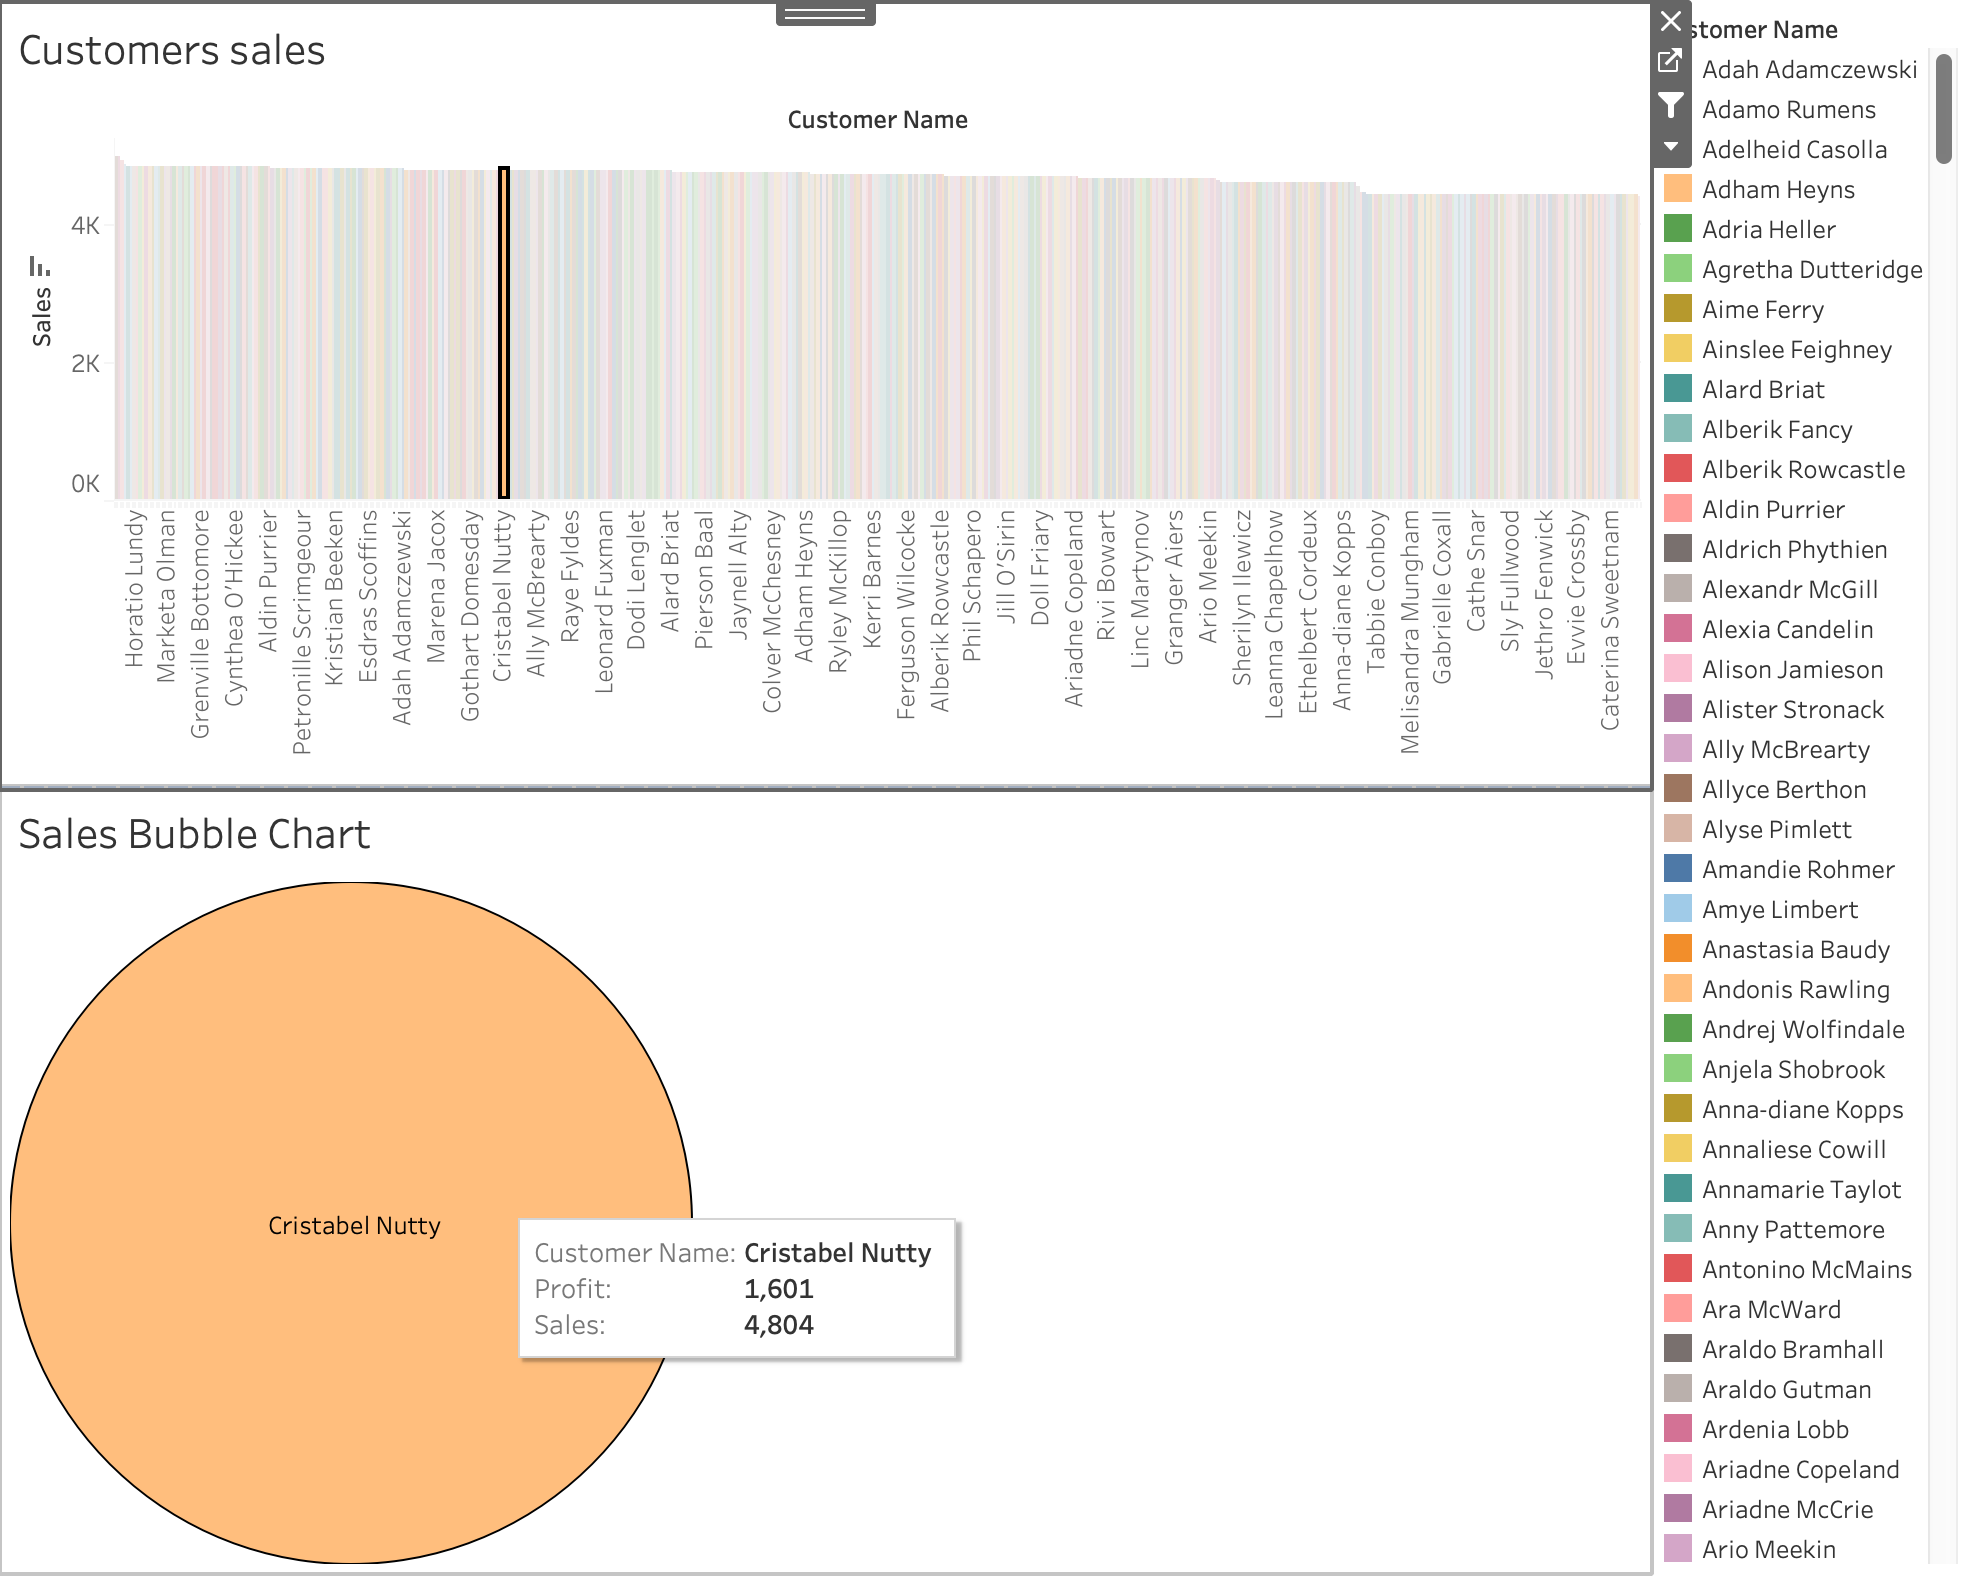 Customers sales
Customer Name
4K
2K
0K
Sales
Horatio Lundy
Marketa Olman
Grenville Bottomore
Cynthea O'Hickee
Aldin Purrier
Petronille Scrimgeour
Kristian Beeken
Esdras Scoffins
Adah Adamczewski
Marena Jacox
Gothart Domesday
Cristabel Nutty
Ally McBrearty
Raye Fyldes
Leonard Fuxman
Dodi Lenglet
Alard Briat
Pierson Baal
Jaynell Alty
Colver McChesney
Adham Heyns
Ryley McKillop
Kerri Barnes
Ferguson Wilcocke
Alberik Rowcastle
Phil Schapero
Jill O'Sirin
Doll Friary
Ariadne Copeland
Rivi Bowart
Linc Martynov
Granger Aiers
Ario Meekin
Sherilyn Ilewicz
Leanna Chapelhow
Ethelbert Cordeux
Anna-diane Kopps
Tabbie Conboy
Melisandra Mungham
Gabrielle Coxall
Cathe Snar
Sly Fullwood
Jethro Fenwick
Evvie Crossby
Caterina Sweetnam
Sales Bubble Chart
Cristabel Nutty
Customer Name: Cristabel Nutty
Profit: 1,601
Sales: 4,804
stomer Name
Adah Adamczewski
Adamo Rumens
Adelheid Casolla
Adham Heyns
Adria Heller
Agretha Dutteridge
Aime Ferry
Ainslee Feighney
Alard Briat
Alberik Fancy
Alberik Rowcastle
Aldin Purrier
Aldrich Phythien
Alexandr McGill
Alexia Candelin
Alison Jamieson
Alister Stronack
Ally McBrearty
Allyce Berthon
Alyse Pimlett
Amandie Rohmer
Amye Limbert
Anastasia Baudy
Andonis Rawling
Andrej Wolfindale
Anjela Shobrook
Anna-diane Kopps
Annaliese Cowill
Annamarie Taylot
Anny Pattemore
Antonino McMains
Ara McWard
Araldo Bramhall
Araldo Gutman
Ardenia Lobb
Ariadne Copeland
Ariadne McCrie
Ario Meekin